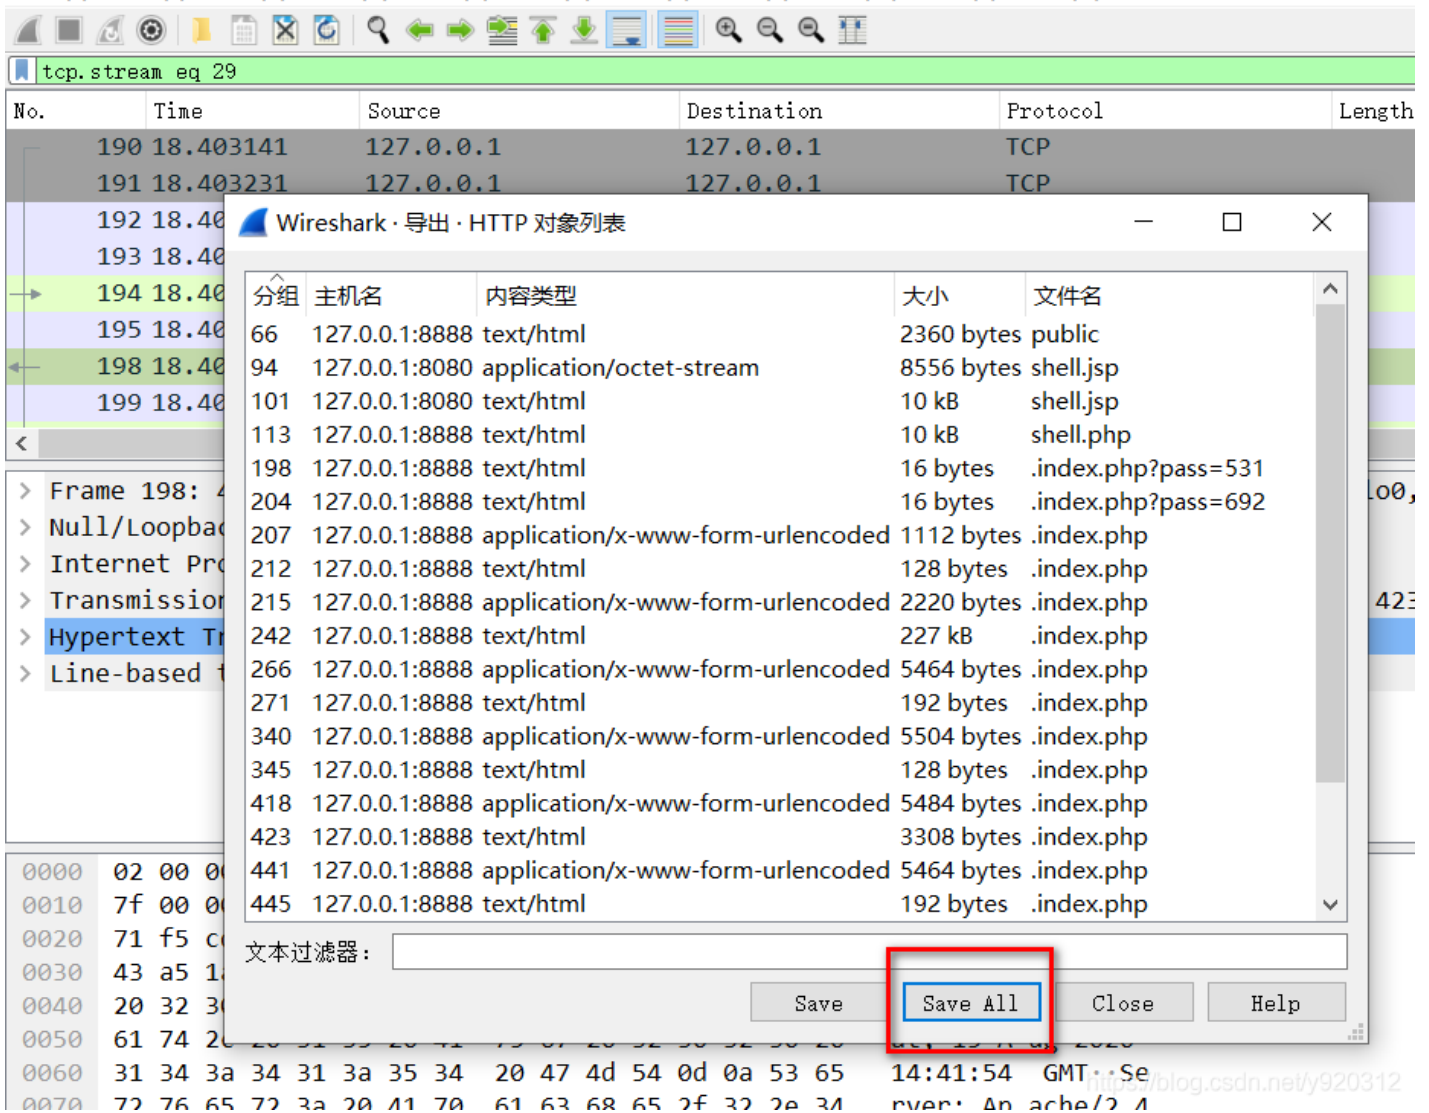 tcp.stream eq 29
No. Time Source Destination Protocol Length
190 18.403141 127.0.0.1 127.0.0.1 TCP
191 18.403231 127.0.0.1 127.0.0.1 TCP
192 18.40
193 18.40
194 18.40
195 18.40
198 18.40
199 18.40
Wireshark · 导出 · HTTP 对象列表
分组 主机名 内容类型 大小 文件名
66 127.0.0.1:8888 text/html 2360 bytes public
94 127.0.0.1:8080 application/octet-stream 8556 bytes shell.jsp
101 127.0.0.1:8080 text/html 10 kB shell.jsp
113 127.0.0.1:8888 text/html 10 kB shell.php
198 127.0.0.1:8888 text/html 16 bytes .index.php?pass=531
204 127.0.0.1:8888 text/html 16 bytes .index.php?pass=692
207 127.0.0.1:8888 application/x-www-form-urlencoded 1112 bytes .index.php
212 127.0.0.1:8888 text/html 128 bytes .index.php
215 127.0.0.1:8888 application/x-www-form-urlencoded 2220 bytes .index.php
242 127.0.0.1:8888 text/html 227 kB .index.php
266 127.0.0.1:8888 application/x-www-form-urlencoded 5464 bytes .index.php
271 127.0.0.1:8888 text/html 192 bytes .index.php
340 127.0.0.1:8888 application/x-www-form-urlencoded 5504 bytes .index.php
345 127.0.0.1:8888 text/html 128 bytes .index.php
418 127.0.0.1:8888 application/x-www-form-urlencoded 5484 bytes .index.php
423 127.0.0.1:8888 text/html 3308 bytes .index.php
441 127.0.0.1:8888 application/x-www-form-urlencoded 5464 bytes .index.php
445 127.0.0.1:8888 text/html 192 bytes .index.php
文本过滤器：
Save Save All Close Help
Frame 198: 4 lo0,
Null/Loopbac
Internet Pro
Transmission 423
Hypertext Tr
Line-based t
0000 02 00 00
0010 7f 00 00
0020 71 f5 c
0030 43 a5 1
0040 20 32 30
0050 61 74 2c
0060 31 34 3a 34 31 3a 35 34 20 47 4d 54 0d 0a 53 65 14:41:54 GMT··Se
0070 72 76 65 72 3a 20 41 70 61 63 68 65 2f 32 2e 34 rver: Ap ache/2.4
https://blog.csdn.net/y920312